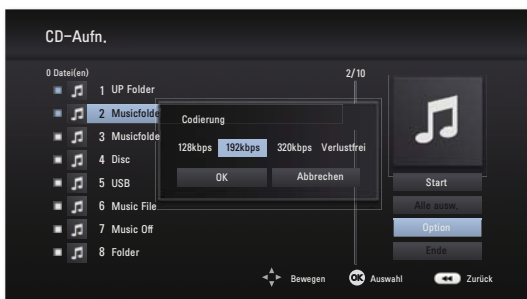 CD-Aufn.
0 Datei(en)
2/10
1 UP Folder
2 Musicfolde
3 Musicfolde
4 Disc
5 USB
6 Music File
7 Music Off
8 Folder
Codierung
128kbps 192kbps 320kbps Verlustfrei
OK Abbrechen
Start
Alle ausw.
Option
Ende
Bewegen OK Auswahl Zurück